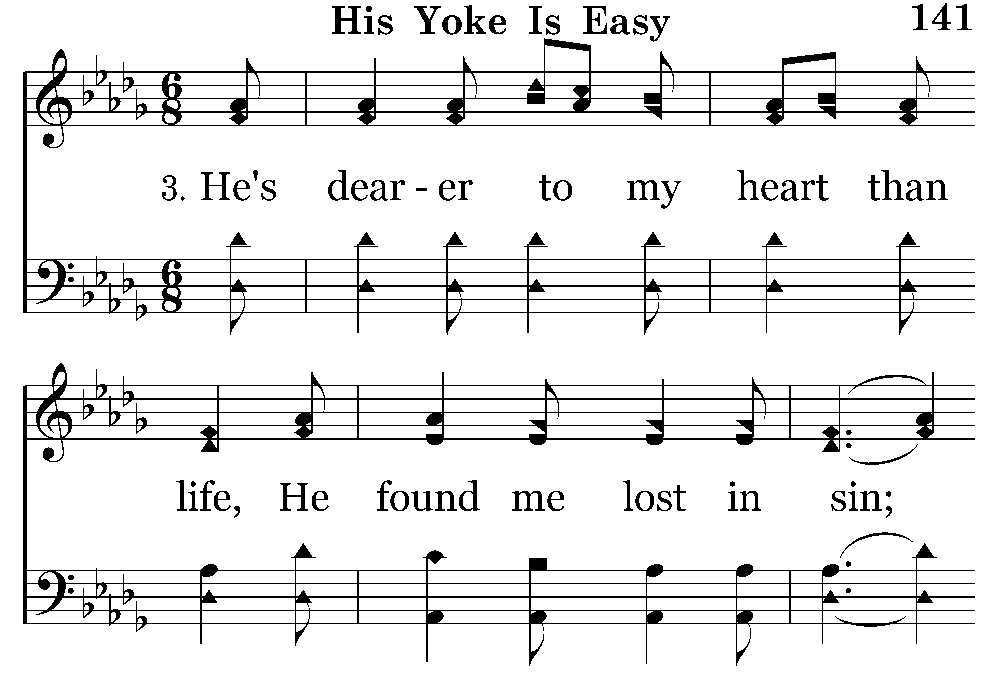 His Yoke Is Easy 141
3. He's dear - er to my heart than
life, He found me lost in sin;